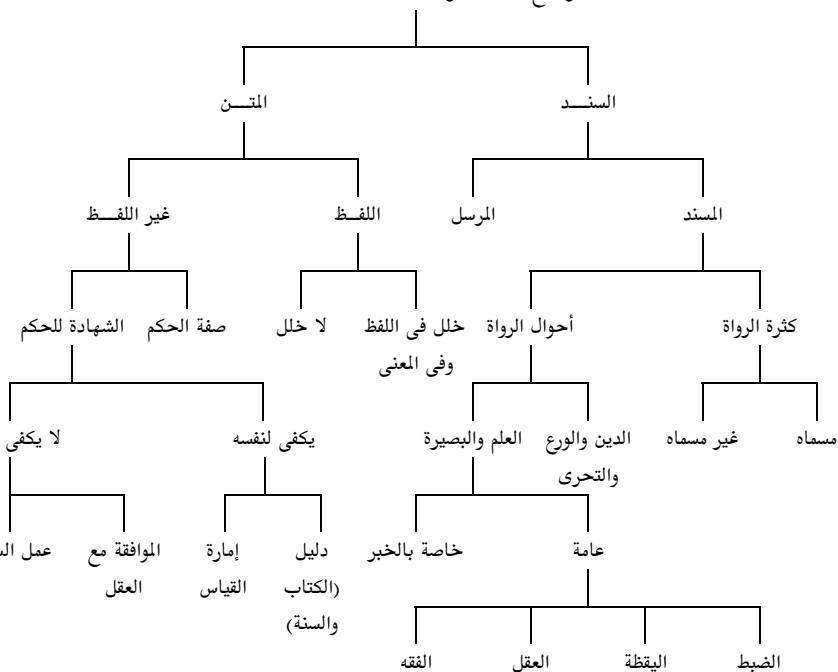 السنـــد المتـــن
المسند المرسل اللفـــظ غير اللفـــظ
كثرة الرواة أحوال الرواة خلل فى اللفظ وفى المعنى لا خلل صفة الحكم الشهادة للحكم
مسماه غير مسماه الدين والورع والتحرى العلم والبصيرة يكفى لنفسه لا يكفى
عامة خاصة بالخبر دليل (الكتاب والسنة) إمارة القياس الموافقة مع العقل عمل
الضبط اليقظة العقل الفقه